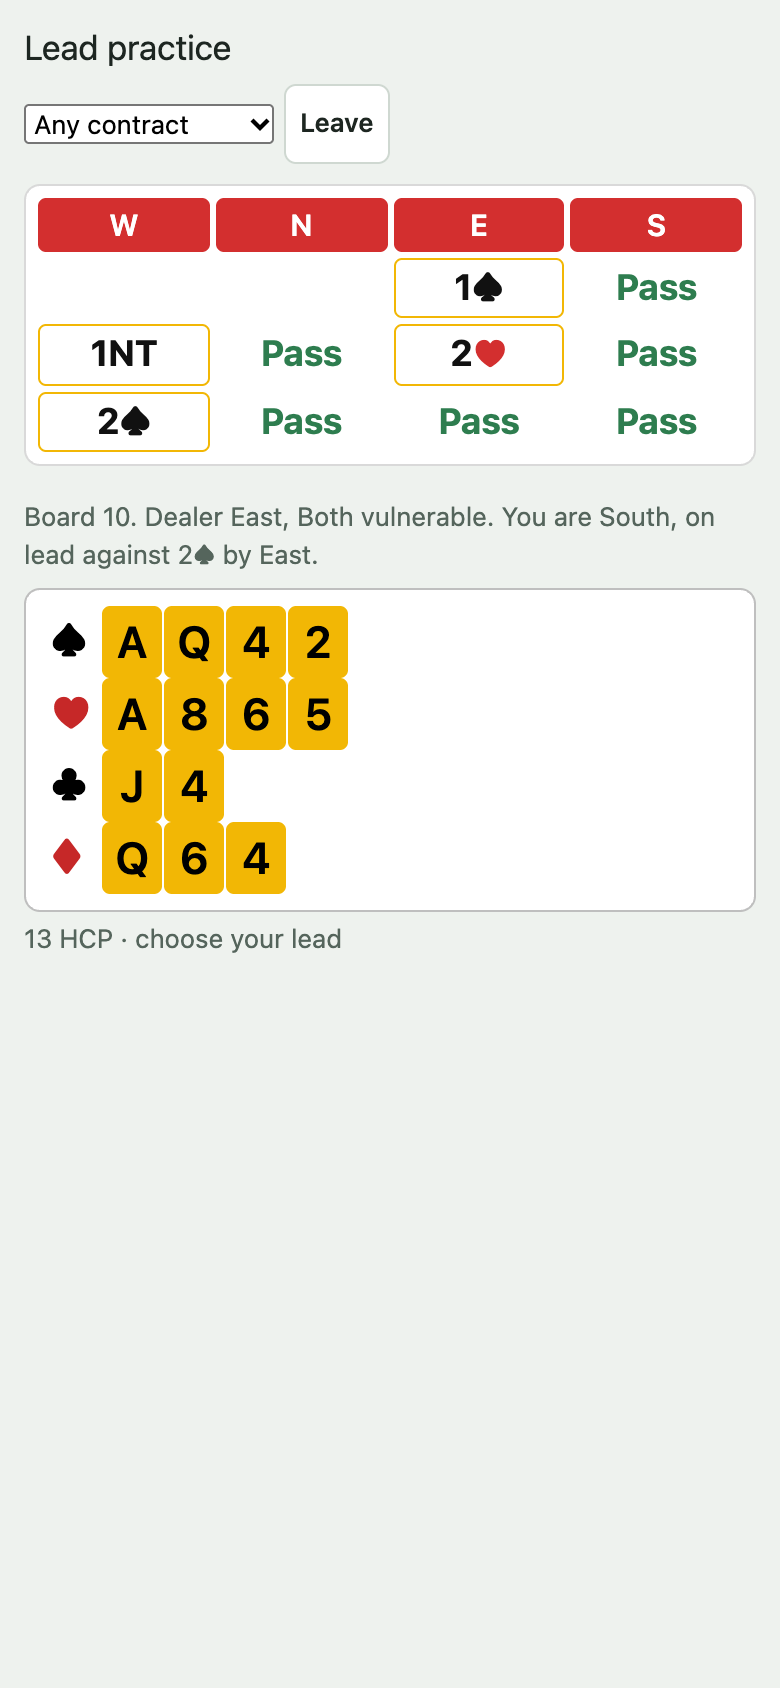 Lead practice
Any contract Leave
W N E S
1♠ Pass
1NT Pass 2♥ Pass
2♠ Pass Pass Pass
Board 10. Dealer East, Both vulnerable. You are South, on
lead against 2♠ by East.
♠ A Q 4 2
♥ A 8 6 5
♣ J 4
♦ Q 6 4
13 HCP · choose your lead